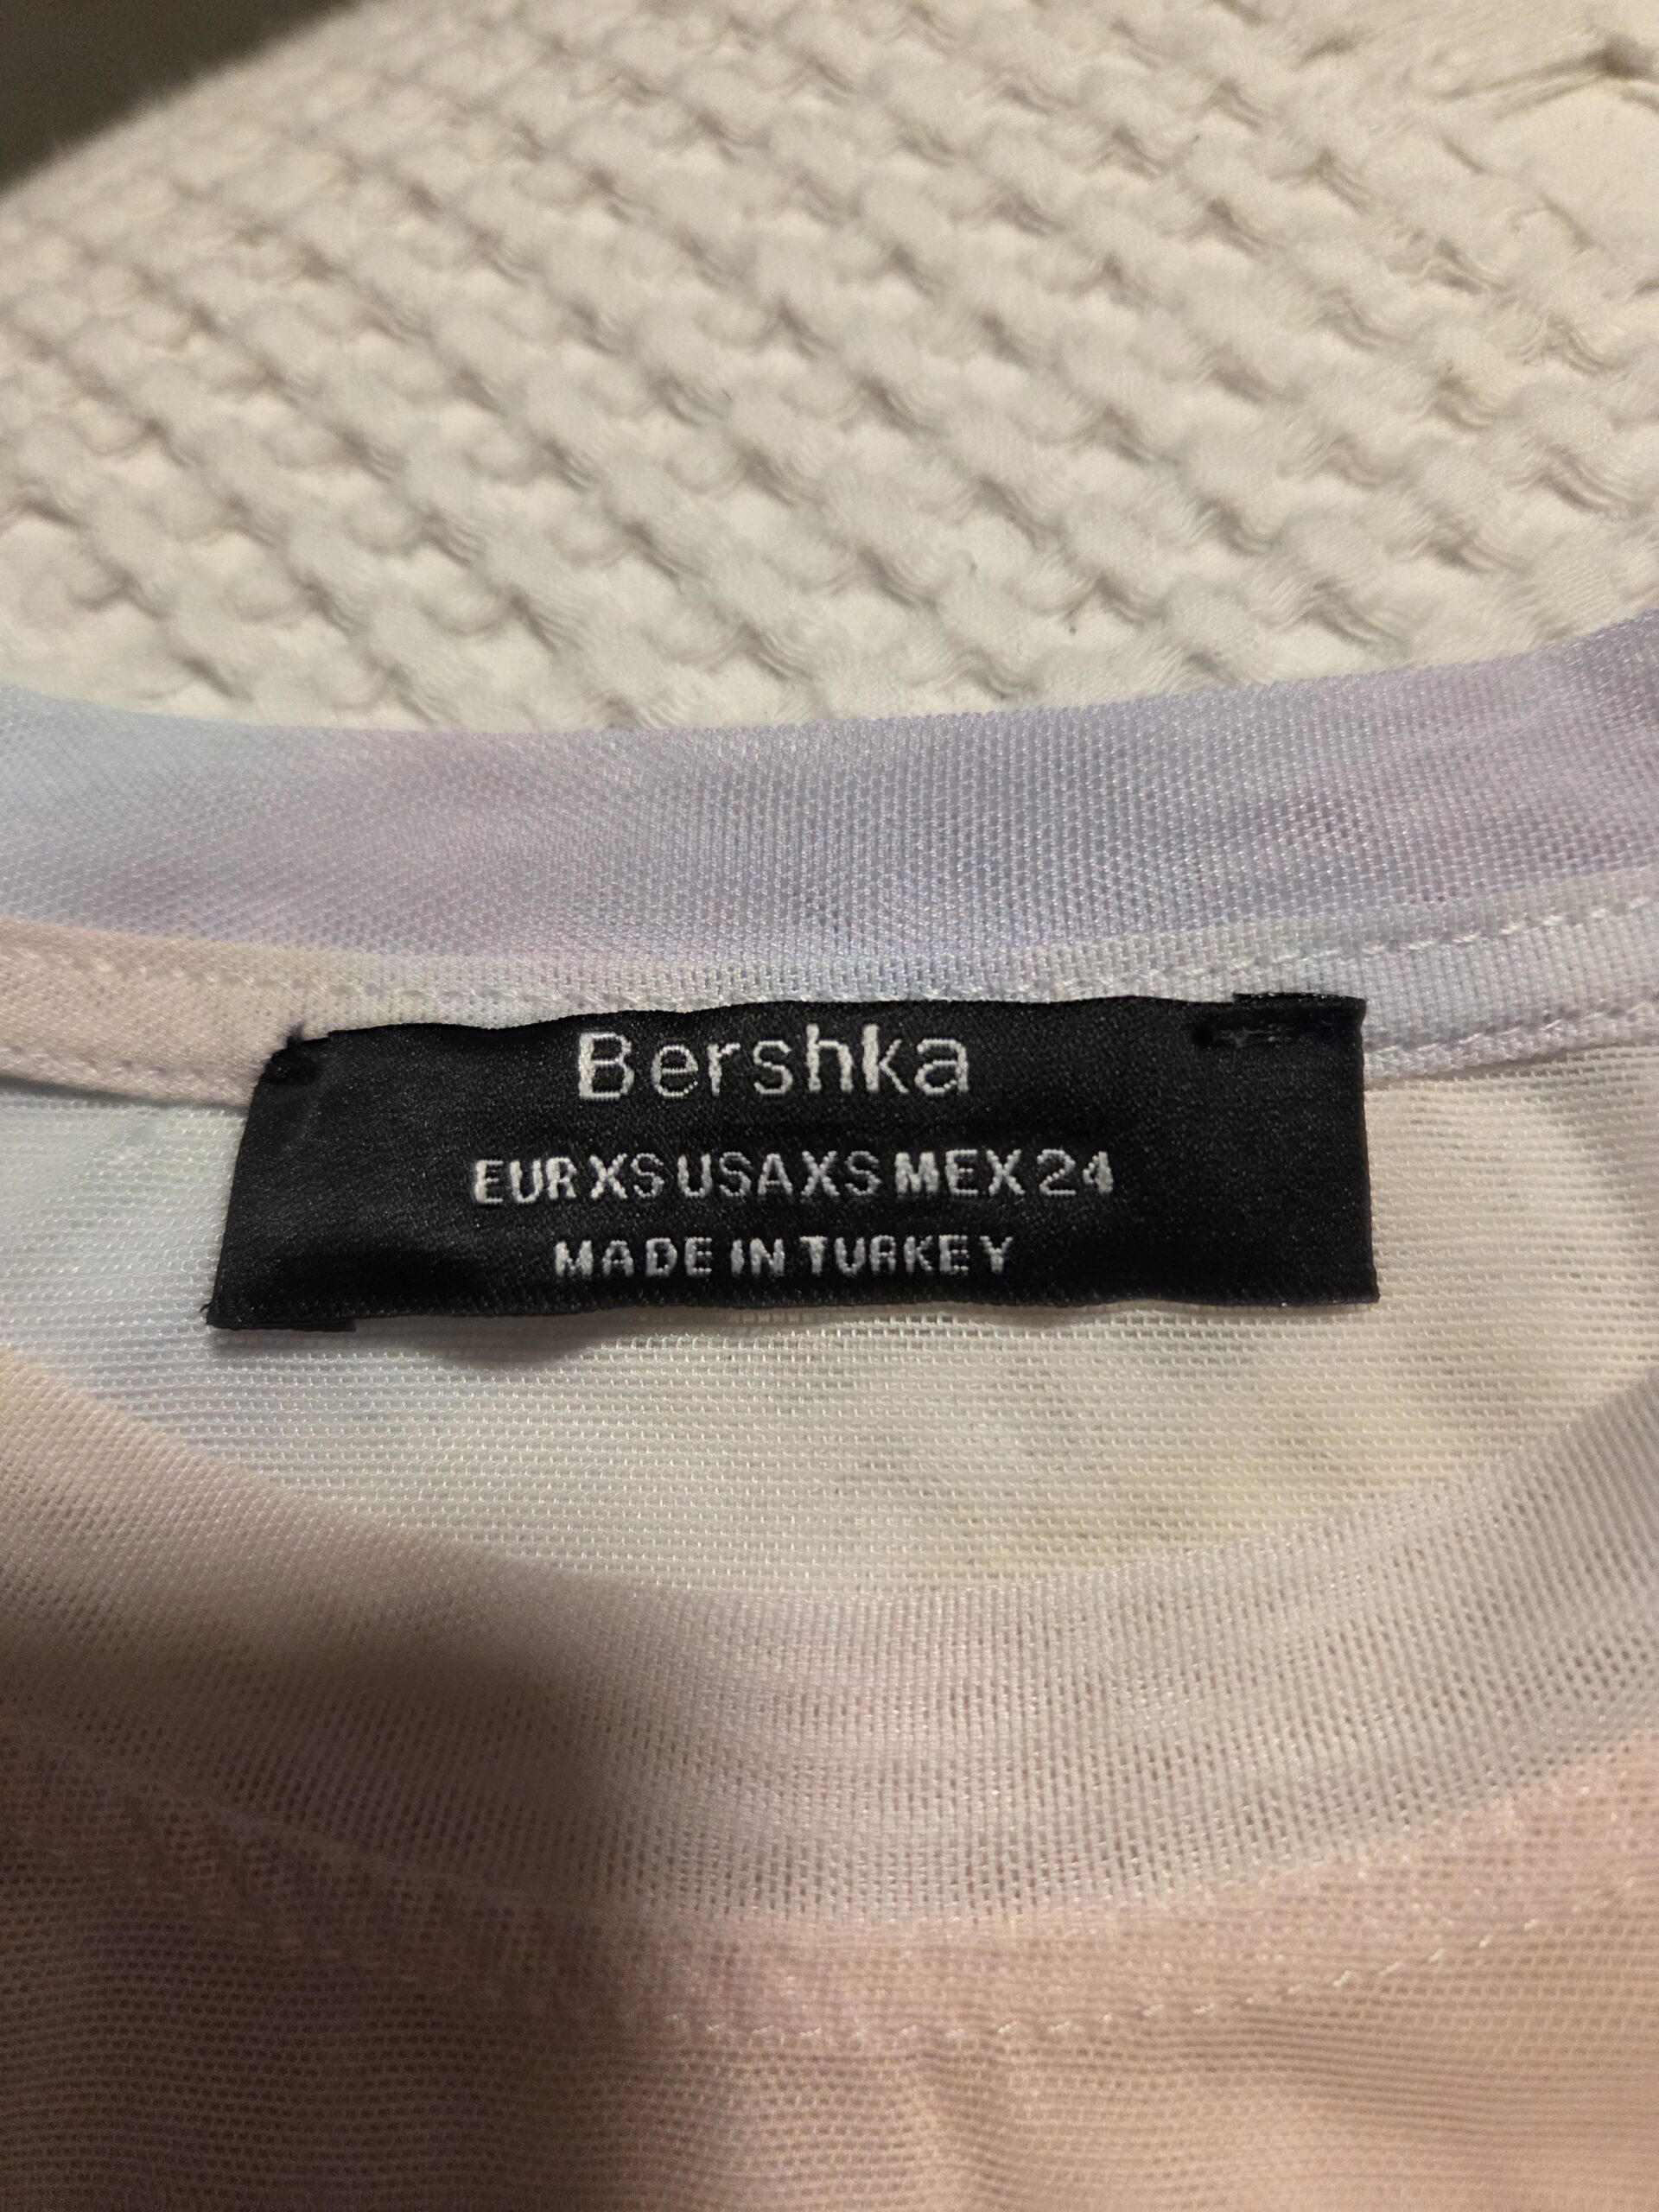 Bershka
EUR XS USA XS MEX 24
MADE IN TURKEY